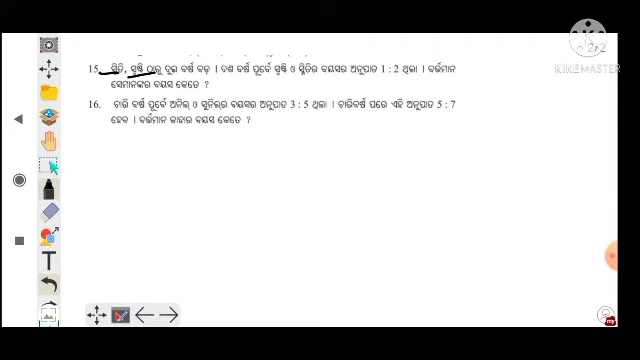 15. ସ୍ମିତି, ସୃଷ୍ଟି ଠାରୁ ଦୁଇ ବର୍ଷ ବଡ଼ । ଦଶ ବର୍ଷ ପୂର୍ବେ ସୃଷ୍ଟି ଓ ସ୍ମିତିର ବୟସର ଅନୁପାତ 1 : 2 ଥିଲା । ବର୍ତ୍ତମାନ
ସେମାନଙ୍କର ବୟସ କେତେ ?
16. ଚାରି ବର୍ଷ ପୂର୍ବେ ଅନିଲ୍ ଓ ସୁନିଲ୍‌ର ବୟସର ଅନୁପାତ 3 : 5 ଥିଲା । ଚାରିବର୍ଷ ପରେ ଏହି ଅନୁପାତ 5 : 7
ହେବ । ବର୍ତ୍ତମାନ କାହାର ବୟସ କେତେ ?
KINEMASTER
T